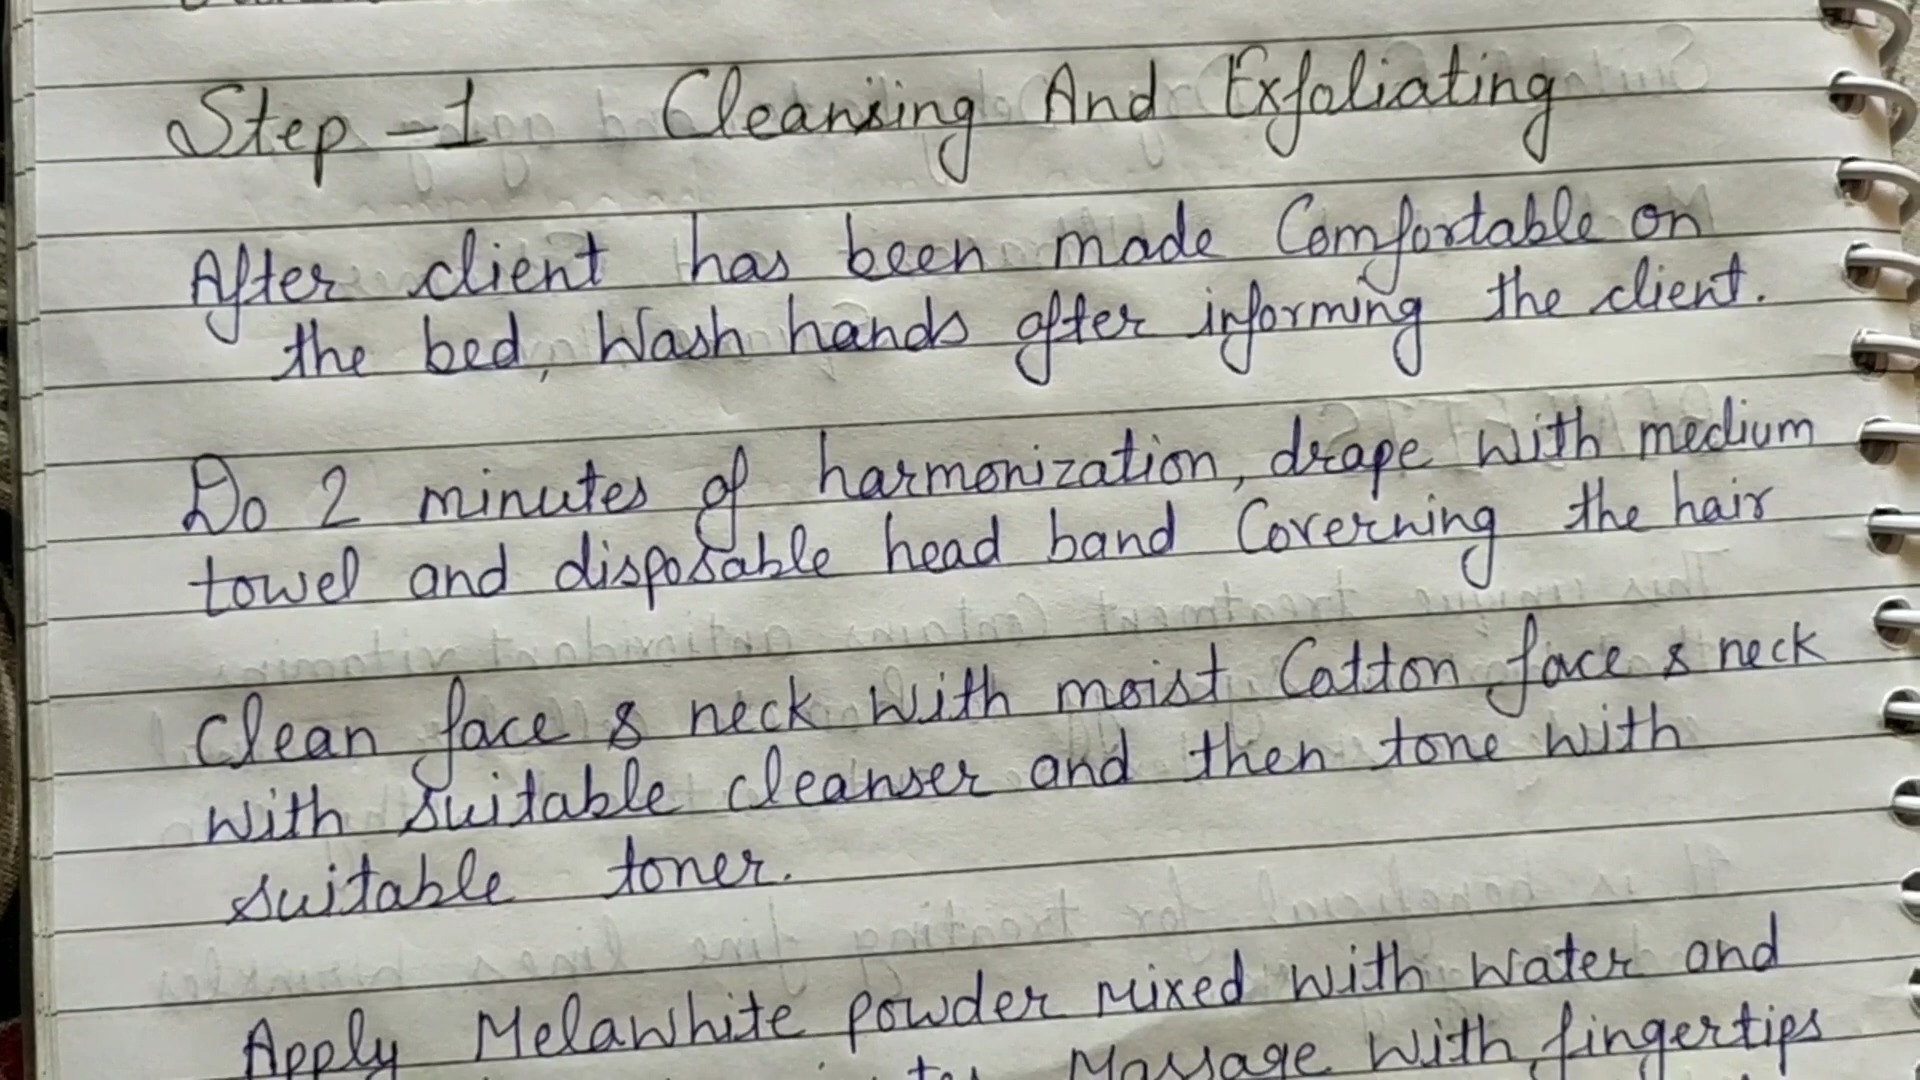 Step -1 Cleansing And Exfoliating
After client has been made Comfortable on
the bed, Wash hands after informing the client.
Do 2 minutes of harmonization, drape with medium
towel and disposable head band Coverning the hair
Clean face & neck with moist Cotton face & neck
with suitable cleanser and then tone with
suitable toner.
Apply Melawhite powder mixed with water and
Massage with fingertips